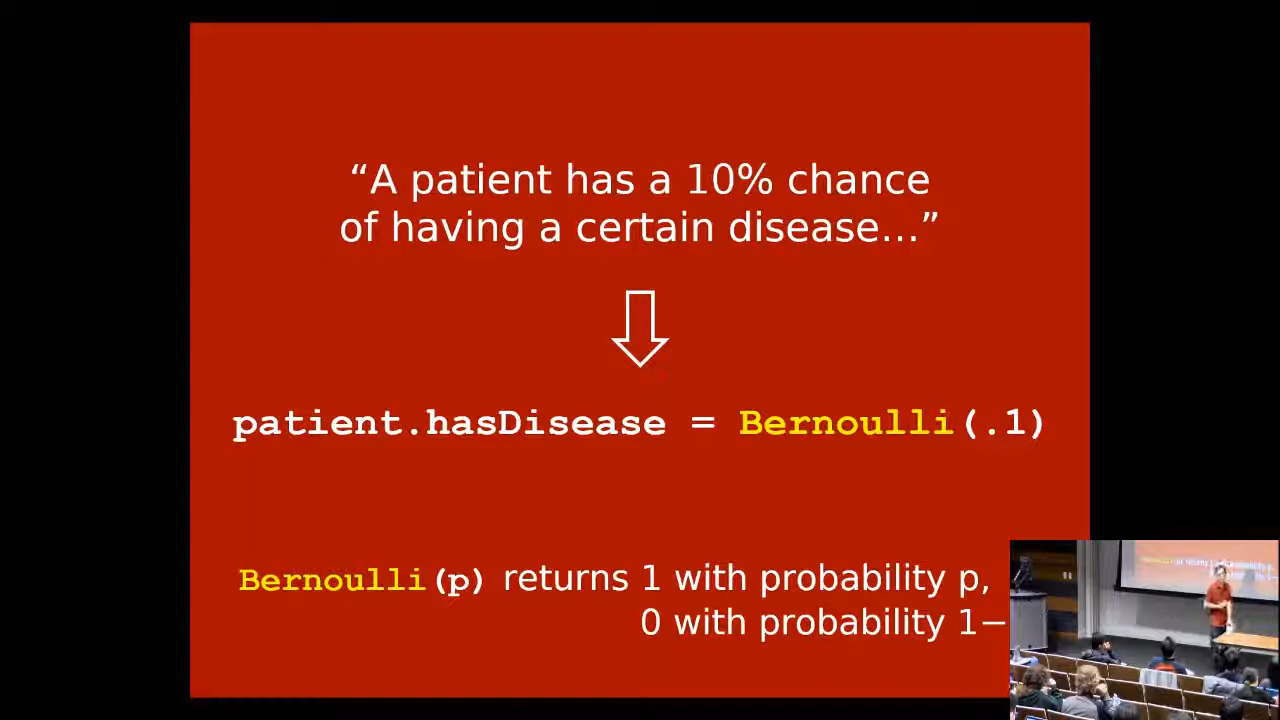 “A patient has a 10% chance
of having a certain disease…”
patient.hasDisease = Bernoulli(.1)
Bernoulli(p) returns 1 with probability p,
0 with probability 1−